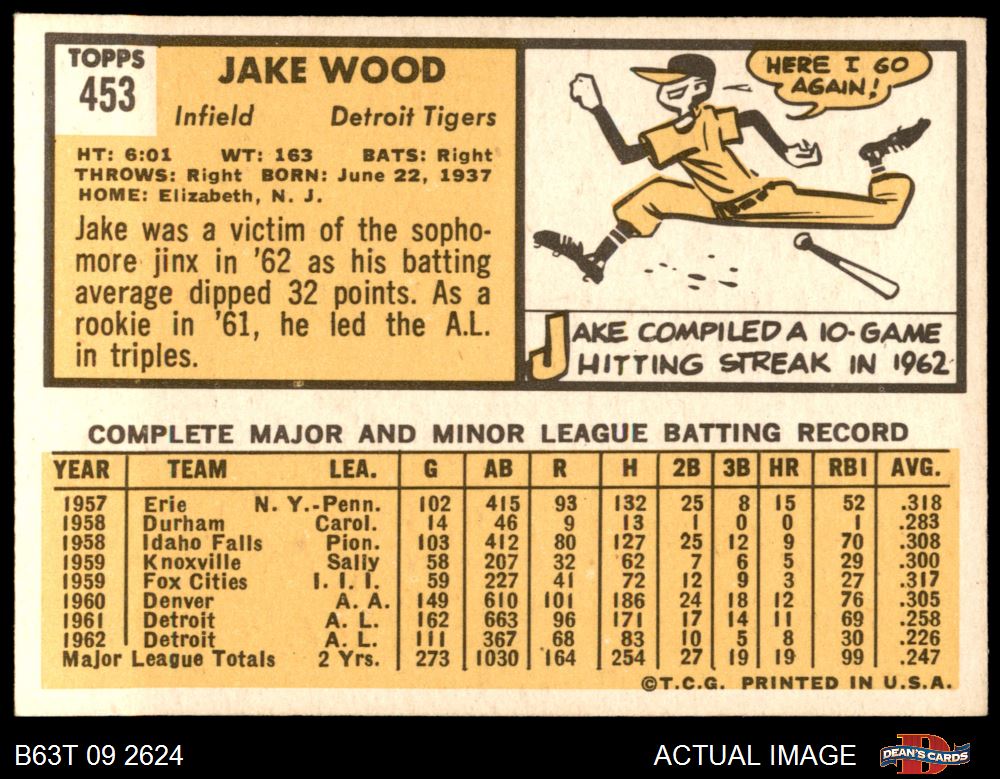 TOPPS
453
JAKE WOOD
Infield Detroit Tigers
HT: 6:01 WT: 163 BATS: Right
THROWS: Right BORN: June 22, 1937
HOME: Elizabeth, N. J.
Jake was a victim of the sopho-
more jinx in '62 as his batting
average dipped 32 points. As a
rookie in '61, he led the A.L.
in triples.
HERE I GO
AGAIN!
JAKE COMPILED A 10-GAME
HITTING STREAK IN 1962
COMPLETE MAJOR AND MINOR LEAGUE BATTING RECORD
YEAR TEAM LEA. G AB R H 2B 3B HR RBI AVG.
1957 Erie N. Y.-Penn. 102 415 93 132 25 8 15 52 .318
1958 Durham Carol. 14 46 9 13 1 0 0 1 .283
1958 Idaho Falls Pion. 103 412 80 127 25 12 9 70 .308
1959 Knoxville Sally 58 207 32 62 7 6 5 29 .300
1959 Fox Cities I. I. I. 59 227 41 72 12 9 3 27 .317
1960 Denver A. A. 149 610 101 186 24 18 12 76 .305
1961 Detroit A. L. 162 663 96 171 17 14 11 69 .258
1962 Detroit A. L. 111 367 68 83 10 5 8 30 .226
Major League Totals 2 Yrs. 273 1030 164 254 27 19 19 99 .247
©T.C.G. PRINTED IN U.S.A.
B63T 09 2624 ACTUAL IMAGE
D
DEAN'S CARDS